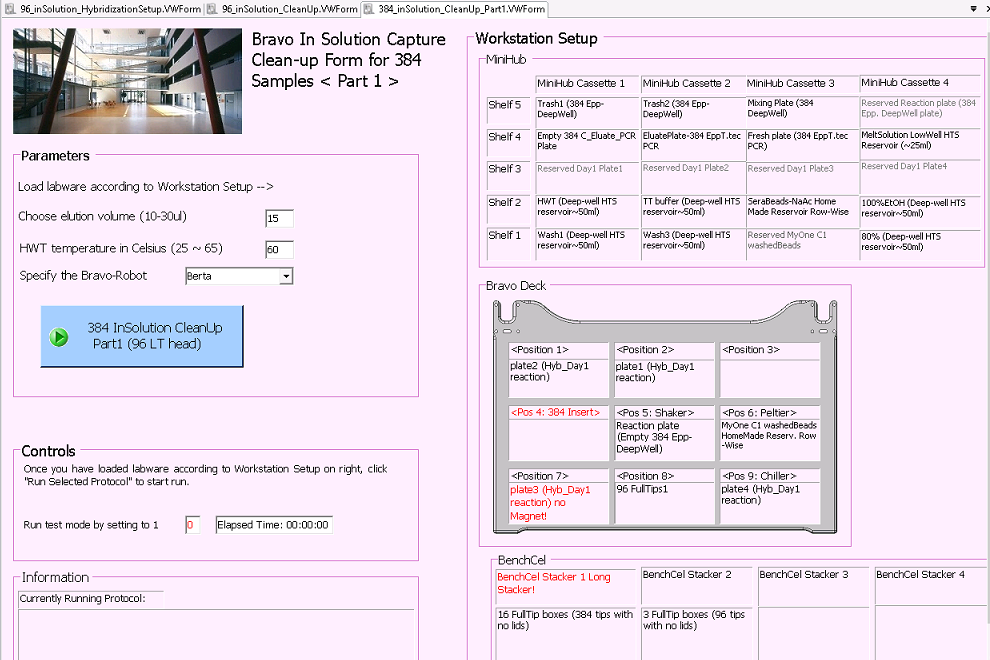 96_inSolution_HybridizationSetup.VWForm
96_inSolution_CleanUp.VWForm
384_inSolution_CleanUp_Part1.VWForm
Bravo In Solution Capture
Clean-up Form for 384
Samples < Part 1 >
Parameters
Load labware according to Workstation Setup -->
Choose elution volume (10-30ul)
15
HWT temperature in Celsius (25 ~ 65)
60
Specify the Bravo-Robot
Berta
384 InSolution CleanUp
Part1 (96 LT head)
Controls
Once you have loaded labware according to Workstation Setup on right, click
"Run Selected Protocol" to start run.
Run test mode by setting to 1
0
Elapsed Time: 00:00:00
Information
Currently Running Protocol:
Workstation Setup
MiniHub
MiniHub Cassette 1
MiniHub Cassette 2
MiniHub Cassette 3
MiniHub Cassette 4
Shelf 5
Trash1 (384 Epp-
DeepWell)
Trash2 (384 Epp-
DeepWell)
Mixing Plate (384
DeepWell)
Reserved Reaction plate (384
Epp. DeepWell plate)
Shelf 4
Empty 384 C_Eluate_PCR
Plate
EluatePlate-384 EppT.tec
PCR
Fresh plate (384 EppT.tec
PCR)
MeltSolution LowWell HTS
Reservoir (~25ml)
Shelf 3
Reserved Day1 Plate1
Reserved Day1 Plate2
Reserved Day1 Plate3
Reserved Day1 Plate4
Shelf 2
HWT (Deep-well HTS
reservoir~50ml)
TT buffer (Deep-well HTS
reservoir~50ml)
SeraBeads-NaAc Home
Made Reservoir Row-Wise
100%EtOH (Deep-well HTS
reservoir~50ml)
Shelf 1
Wash1 (Deep-well HTS
reservoir~50ml)
Wash3 (Deep-well HTS
reservoir~50ml)
Reserved MyOne C1
washedBeads
80% (Deep-well HTS
reservoir~50ml)
Bravo Deck
<Position 1>
plate2 (Hyb_Day1
reaction)
<Position 2>
plate1 (Hyb_Day1
reaction)
<Position 3>
<Pos 4: 384 Insert>
<Pos 5: Shaker>
Reaction plate
(Empty 384 Epp-
DeepWell)
<Pos 6: Peltier>
MyOne C1 washedBeads
HomeMade Reserv. Row
-Wise
<Position 7>
plate3 (Hyb_Day1
reaction) no
Magnet!
<Position 8>
96 FullTips1
<Pos 9: Chiller>
plate4 (Hyb_Day1
reaction)
BenchCel
BenchCel Stacker 1 Long
Stacker!
BenchCel Stacker 2
BenchCel Stacker 3
BenchCel Stacker 4
16 FullTip boxes (384 tips with
no lids)
3 FullTip boxes (96 tips
with no lids)